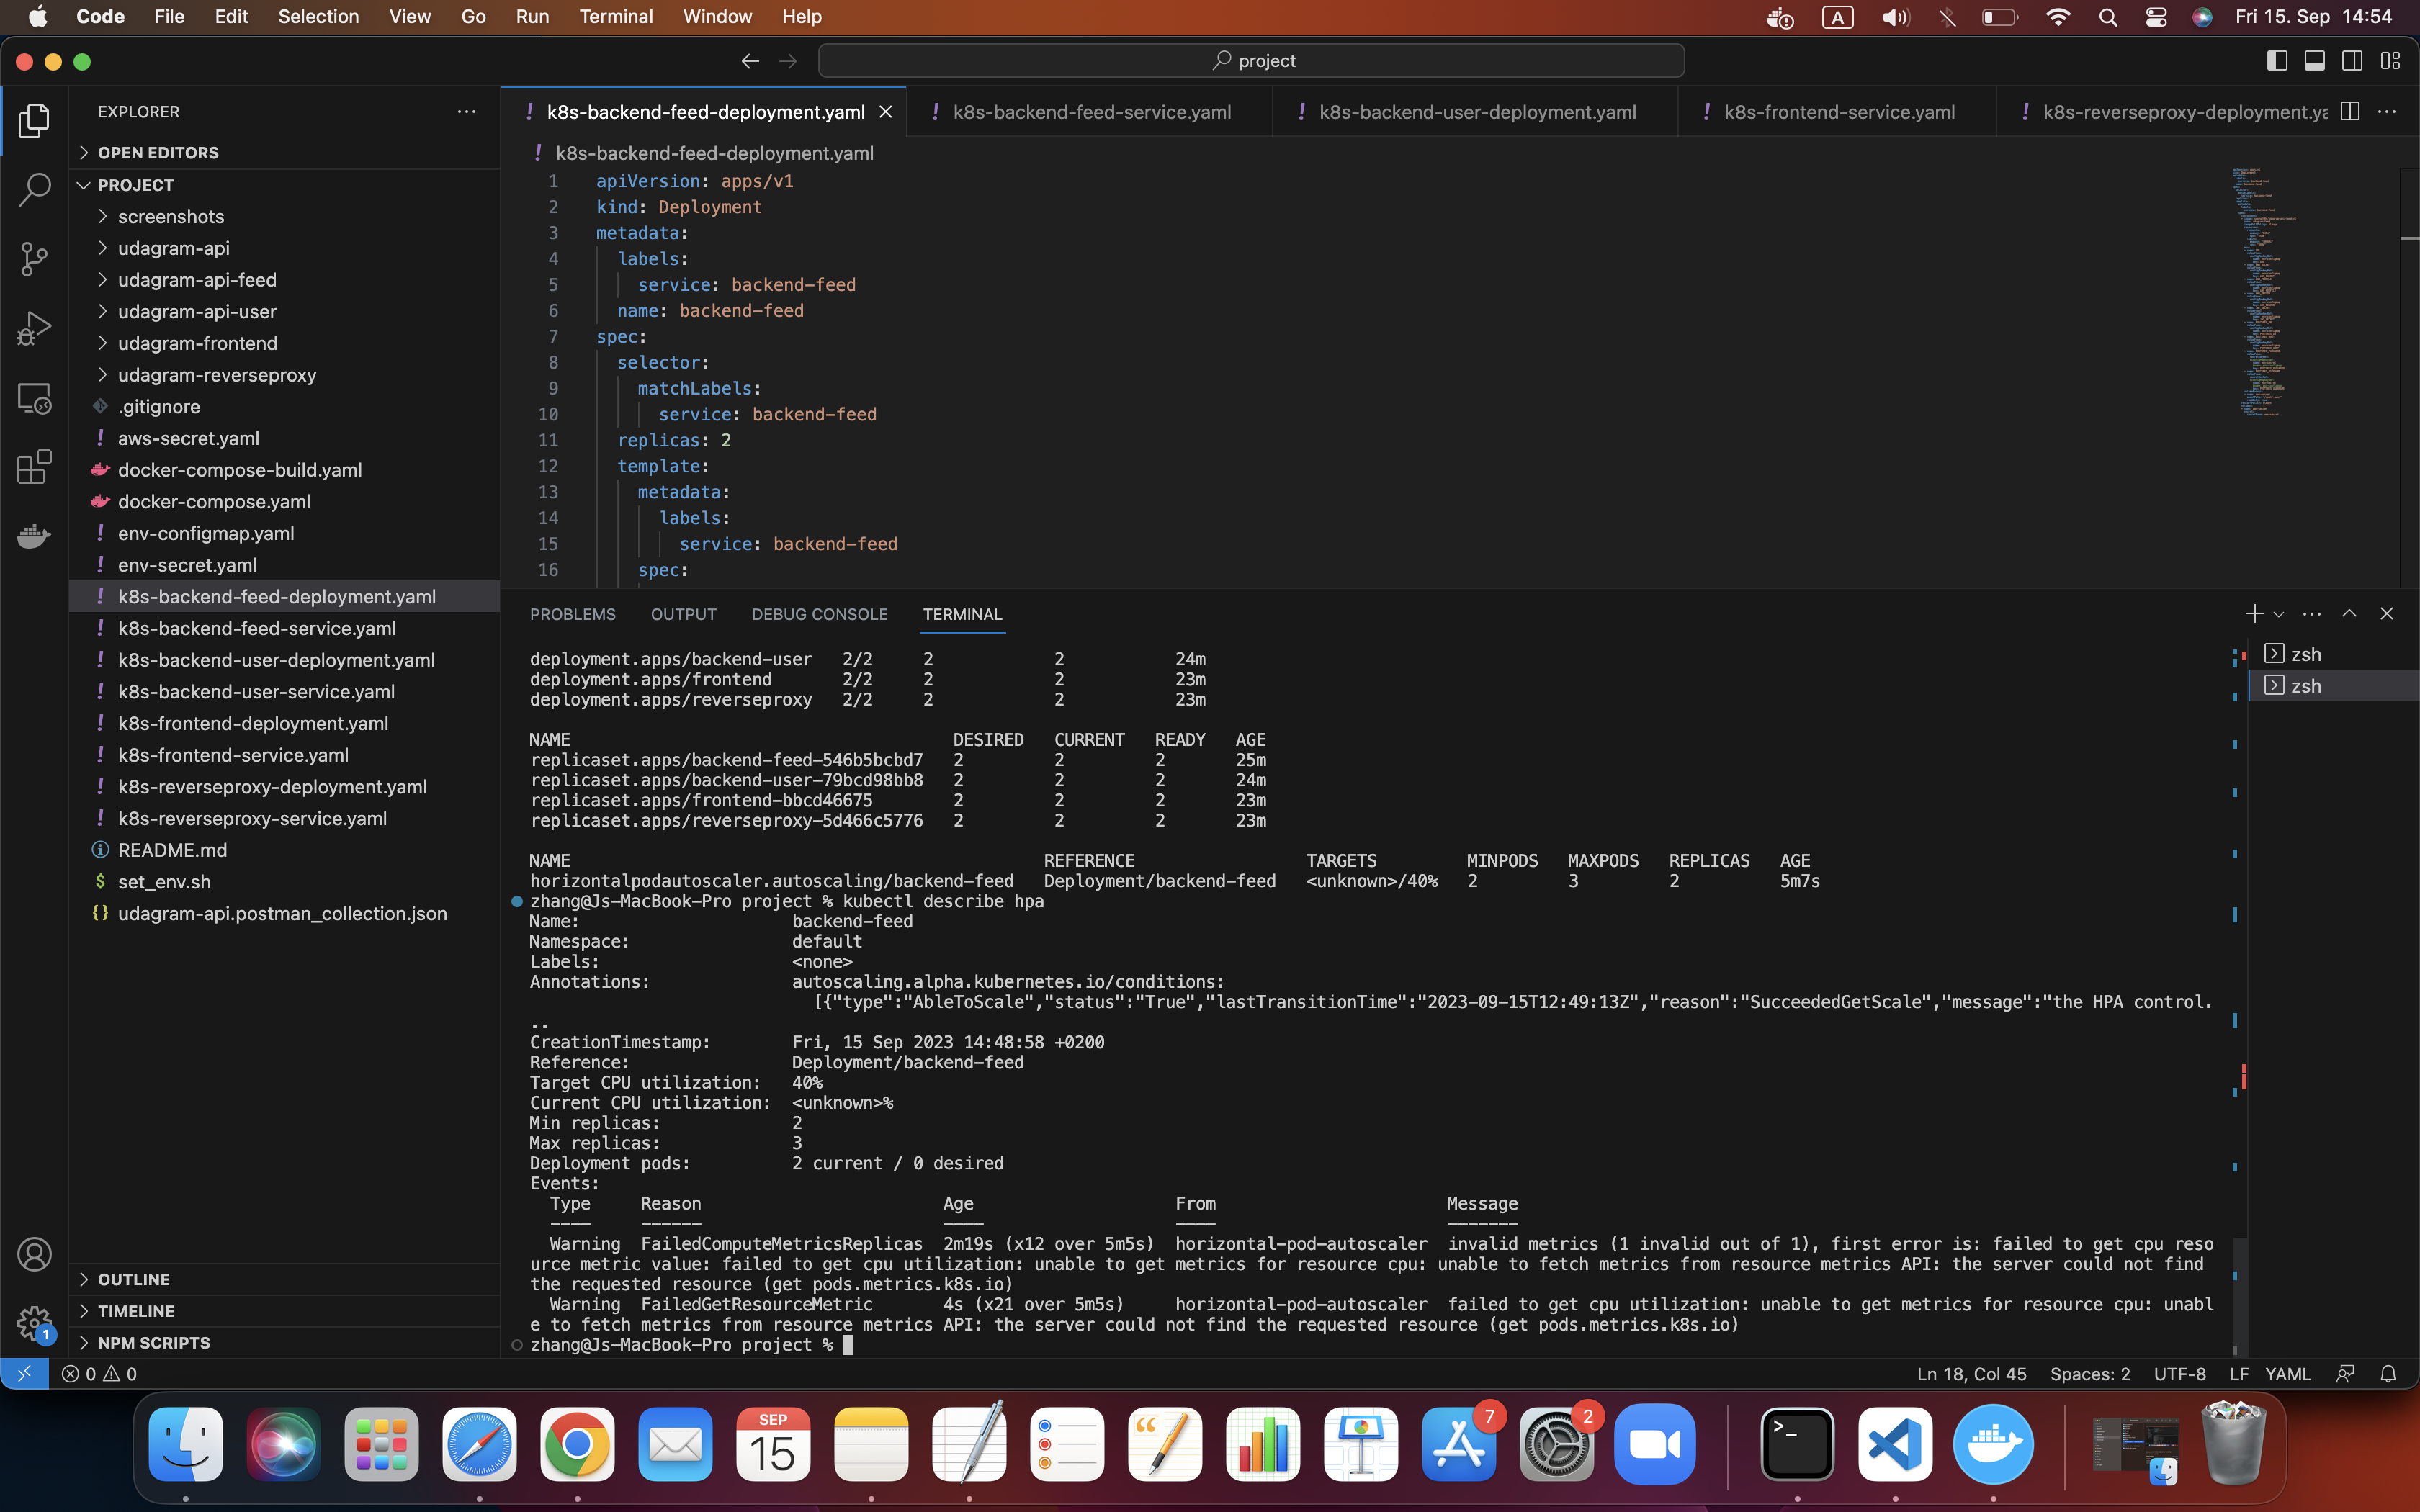 Code File Edit Selection View Go Run Terminal Window Help
A
Fri 15. Sep 14:54
project
EXPLORER
OPEN EDITORS
PROJECT
screenshots
udagram-api
udagram-api-feed
udagram-api-user
udagram-frontend
udagram-reverseproxy
.gitignore
! aws-secret.yaml
docker-compose-build.yaml
docker-compose.yaml
! env-configmap.yaml
! env-secret.yaml
! k8s-backend-feed-deployment.yaml
! k8s-backend-feed-service.yaml
! k8s-backend-user-deployment.yaml
! k8s-backend-user-service.yaml
! k8s-frontend-deployment.yaml
! k8s-frontend-service.yaml
! k8s-reverseproxy-deployment.yaml
! k8s-reverseproxy-service.yaml
README.md
$ set_env.sh
{} udagram-api.postman_collection.json
OUTLINE
TIMELINE
NPM SCRIPTS
1
! k8s-backend-feed-deployment.yaml ! k8s-backend-feed-service.yaml ! k8s-backend-user-deployment.yaml ! k8s-frontend-service.yaml ! k8s-reverseproxy-deployment.ya
! k8s-backend-feed-deployment.yaml
1 apiVersion: apps/v1
2 kind: Deployment
3 metadata:
4 labels:
5 service: backend-feed
6 name: backend-feed
7 spec:
8 selector:
9 matchLabels:
10 service: backend-feed
11 replicas: 2
12 template:
13 metadata:
14 labels:
15 service: backend-feed
16 spec:
PROBLEMS OUTPUT DEBUG CONSOLE TERMINAL
zsh
zsh
deployment.apps/backend-user 2/2 2 2 24m
deployment.apps/frontend 2/2 2 2 23m
deployment.apps/reverseproxy 2/2 2 2 23m
NAME DESIRED CURRENT READY AGE
replicaset.apps/backend-feed-546b5bcbd7 2 2 2 25m
replicaset.apps/backend-user-79bcd98bb8 2 2 2 24m
replicaset.apps/frontend-bbcd46675 2 2 2 23m
replicaset.apps/reverseproxy-5d466c5776 2 2 2 23m
NAME REFERENCE TARGETS MINPODS MAXPODS REPLICAS AGE
horizontalpodautoscaler.autoscaling/backend-feed Deployment/backend-feed <unknown>/40% 2 3 2 5m7s
zhang@Js-MacBook-Pro project % kubectl describe hpa
Name: backend-feed
Namespace: default
Labels: <none>
Annotations: autoscaling.alpha.kubernetes.io/conditions:
[{"type":"AbleToScale","status":"True","lastTransitionTime":"2023-09-15T12:49:13Z","reason":"SucceededGetScale","message":"the HPA control.
..
CreationTimestamp: Fri, 15 Sep 2023 14:48:58 +0200
Reference: Deployment/backend-feed
Target CPU utilization: 40%
Current CPU utilization: <unknown>%
Min replicas: 2
Max replicas: 3
Deployment pods: 2 current / 0 desired
Events:
Type Reason Age From Message
---- ------ ---- ---- -------
Warning FailedComputeMetricsReplicas 2m19s (x12 over 5m5s) horizontal-pod-autoscaler invalid metrics (1 invalid out of 1), first error is: failed to get cpu reso
urce metric value: failed to get cpu utilization: unable to get metrics for resource cpu: unable to fetch metrics from resource metrics API: the server could not find
the requested resource (get pods.metrics.k8s.io)
Warning FailedGetResourceMetric 4s (x21 over 5m5s) horizontal-pod-autoscaler failed to get cpu utilization: unable to get metrics for resource cpu: unabl
e to fetch metrics from resource metrics API: the server could not find the requested resource (get pods.metrics.k8s.io)
zhang@Js-MacBook-Pro project %
0 0
Ln 18, Col 45 Spaces: 2 UTF-8 LF YAML
SEP
15
7
2
>_